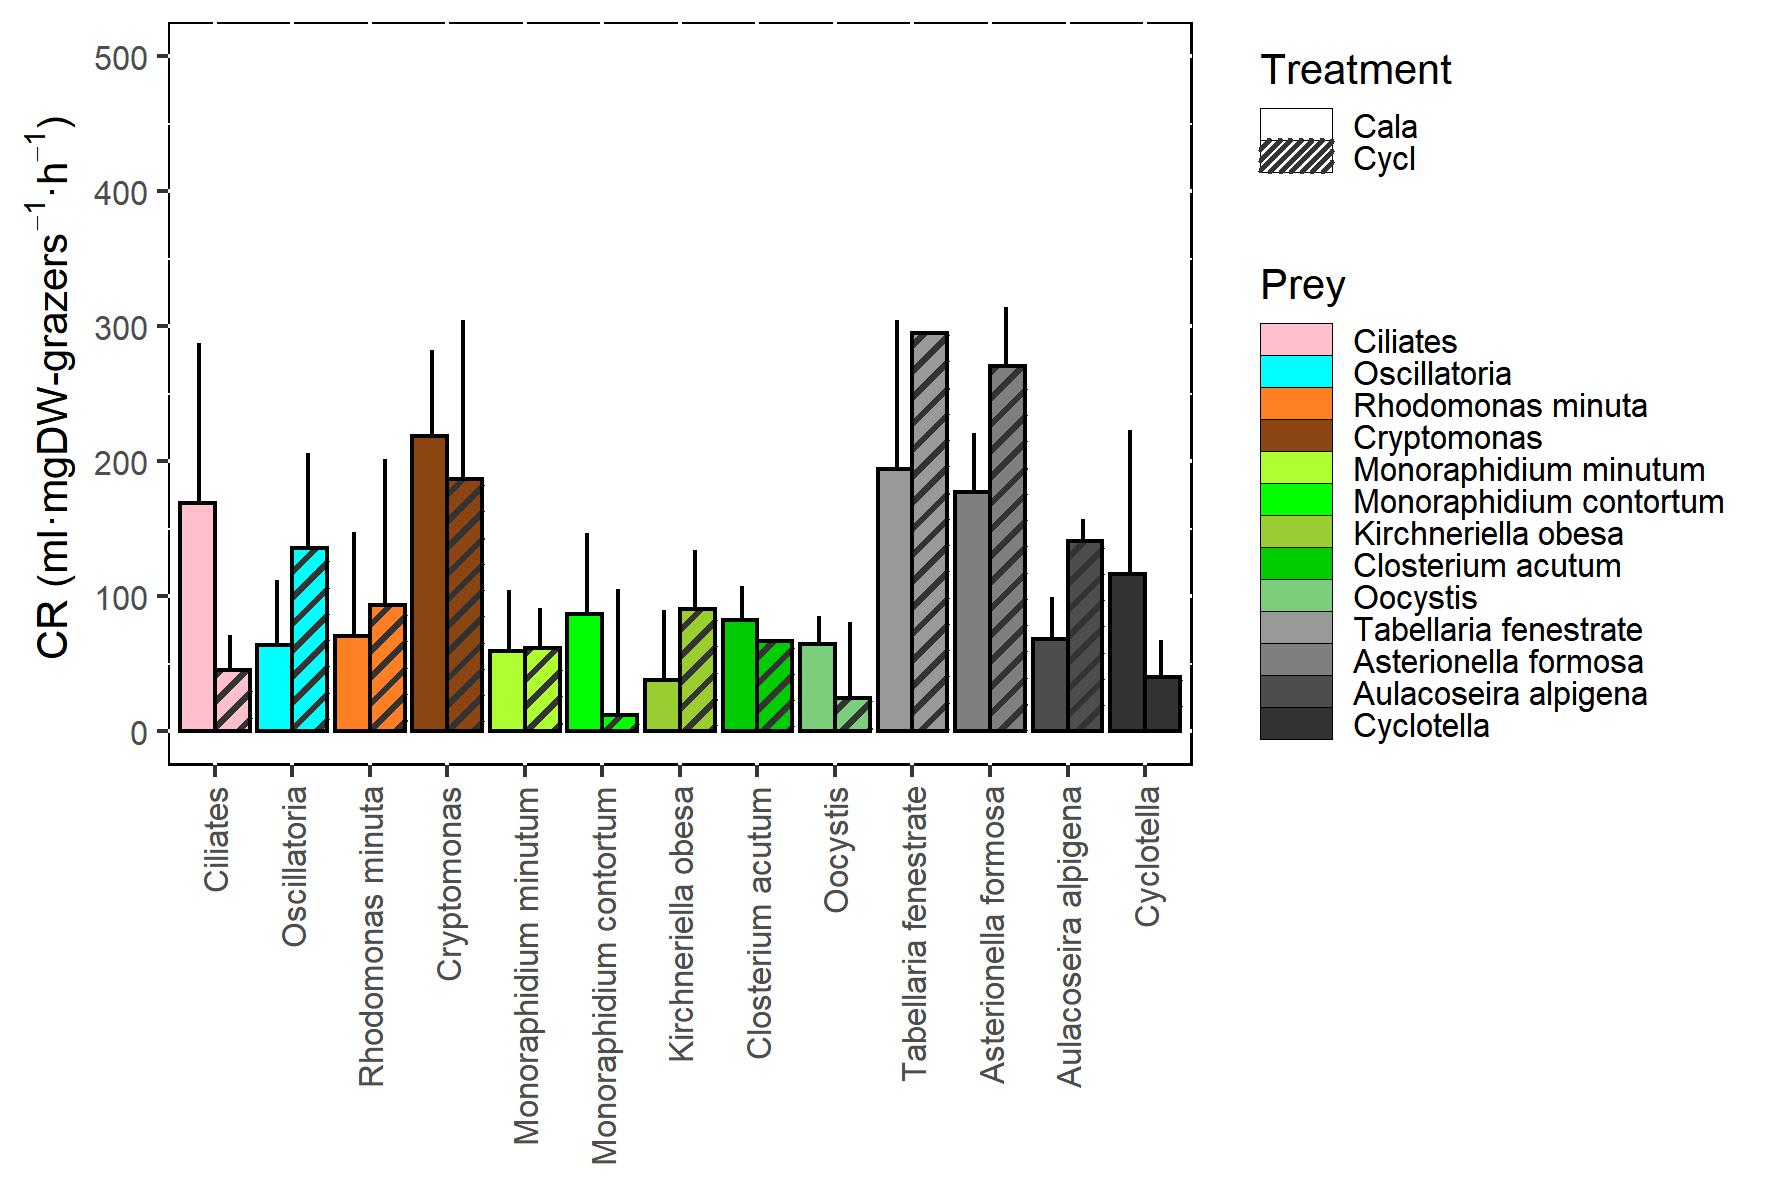 CR (ml·mgDW-grazers⁻¹·h⁻¹)
500
400
300
200
100
0
Ciliates
Oscillatoria
Rhodomonas minuta
Cryptomonas
Monoraphidium minutum
Monoraphidium contortum
Kirchneriella obesa
Closterium acutum
Oocystis
Tabellaria fenestrate
Asterionella formosa
Aulacoseira alpigena
Cyclotella
Treatment
Cala
Cycl
Prey
Ciliates
Oscillatoria
Rhodomonas minuta
Cryptomonas
Monoraphidium minutum
Monoraphidium contortum
Kirchneriella obesa
Closterium acutum
Oocystis
Tabellaria fenestrate
Asterionella formosa
Aulacoseira alpigena
Cyclotella